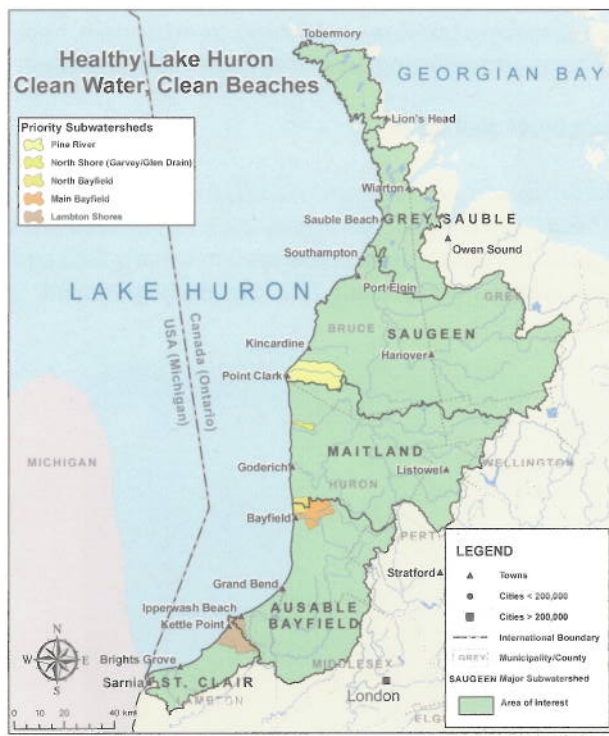 Healthy Lake Huron
Clean Water, Clean Beaches
Priority Subwatersheds
Pine River
North Shore (Garvey/Glen Drain)
North Bayfield
Main Bayfield
Lambton Shores
Tobermory
GEORGIAN BAY
Lion's Head
Wiarton
Sauble Beach
GREY SAUBLE
Owen Sound
Southampton
Port Elgin
GREY
LAKE HURON
BRUCE
SAUGEEN
Kincardine
Hanover
Canada (Ontario)
USA (Michigan)
Point Clark
MICHIGAN
MAITLAND
Goderich
Listowel
WELLINGTON
HURON
Bayfield
PERTH
Stratford
Grand Bend
Ipperwash Beach
AUSABLE
BAYFIELD
Kettle Point
MIDDLESEX
Brights Grove
Sarnia
ST. CLAIR
LAMBTON
London
ELGI
N
W
E
S
0 10 20 40 km
LEGEND
Towns
Cities < 200,000
Cities > 200,000
International Boundary
GREY Municipality/County
SAUGEEN Major Subwatershed
Area of Interest